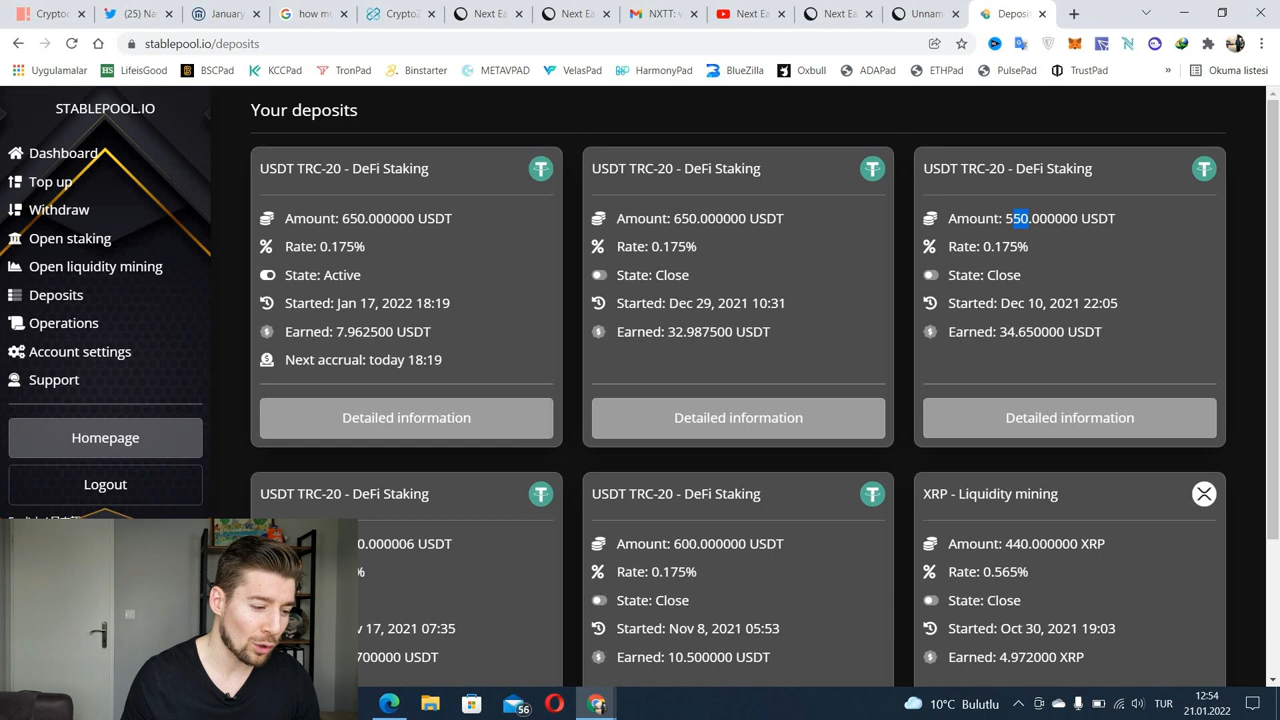 Cryptoc
(25) Na
January
how mu
CryptoZ
Next Ea
Next Ea
NXTT: v
Next Ea
Next Ea
Unnam
Deposit
stablepool.io/deposits
Uygulamalar
LifeisGood
BSCPad
KCCPad
TronPad
Binstarter
METAVPAD
VelasPad
HarmonyPad
BlueZilla
Oxbull
ADAPad
ETHPad
PulsePad
TrustPad
»
Okuma listesi
STABLEPOOL.IO
Dashboard
Top up
Withdraw
Open staking
Open liquidity mining
Deposits
Operations
Account settings
Support
Homepage
Logout
Your deposits
USDT TRC-20 - DeFi Staking
Amount: 650.000000 USDT
Rate: 0.175%
State: Active
Started: Jan 17, 2022 18:19
Earned: 7.962500 USDT
Next accrual: today 18:19
Detailed information
USDT TRC-20 - DeFi Staking
Amount: 650.000000 USDT
Rate: 0.175%
State: Close
Started: Dec 29, 2021 10:31
Earned: 32.987500 USDT
Detailed information
USDT TRC-20 - DeFi Staking
Amount: 550.000000 USDT
Rate: 0.175%
State: Close
Started: Dec 10, 2021 22:05
Earned: 34.650000 USDT
Detailed information
USDT TRC-20 - DeFi Staking
0.000006 USDT
%
17, 2021 07:35
700000 USDT
USDT TRC-20 - DeFi Staking
Amount: 600.000000 USDT
Rate: 0.175%
State: Close
Started: Nov 8, 2021 05:53
Earned: 10.500000 USDT
XRP - Liquidity mining
Amount: 440.000000 XRP
Rate: 0.565%
State: Close
Started: Oct 30, 2021 19:03
Earned: 4.972000 XRP
56
10°C Bulutlu
TUR
12:54
21.01.2022